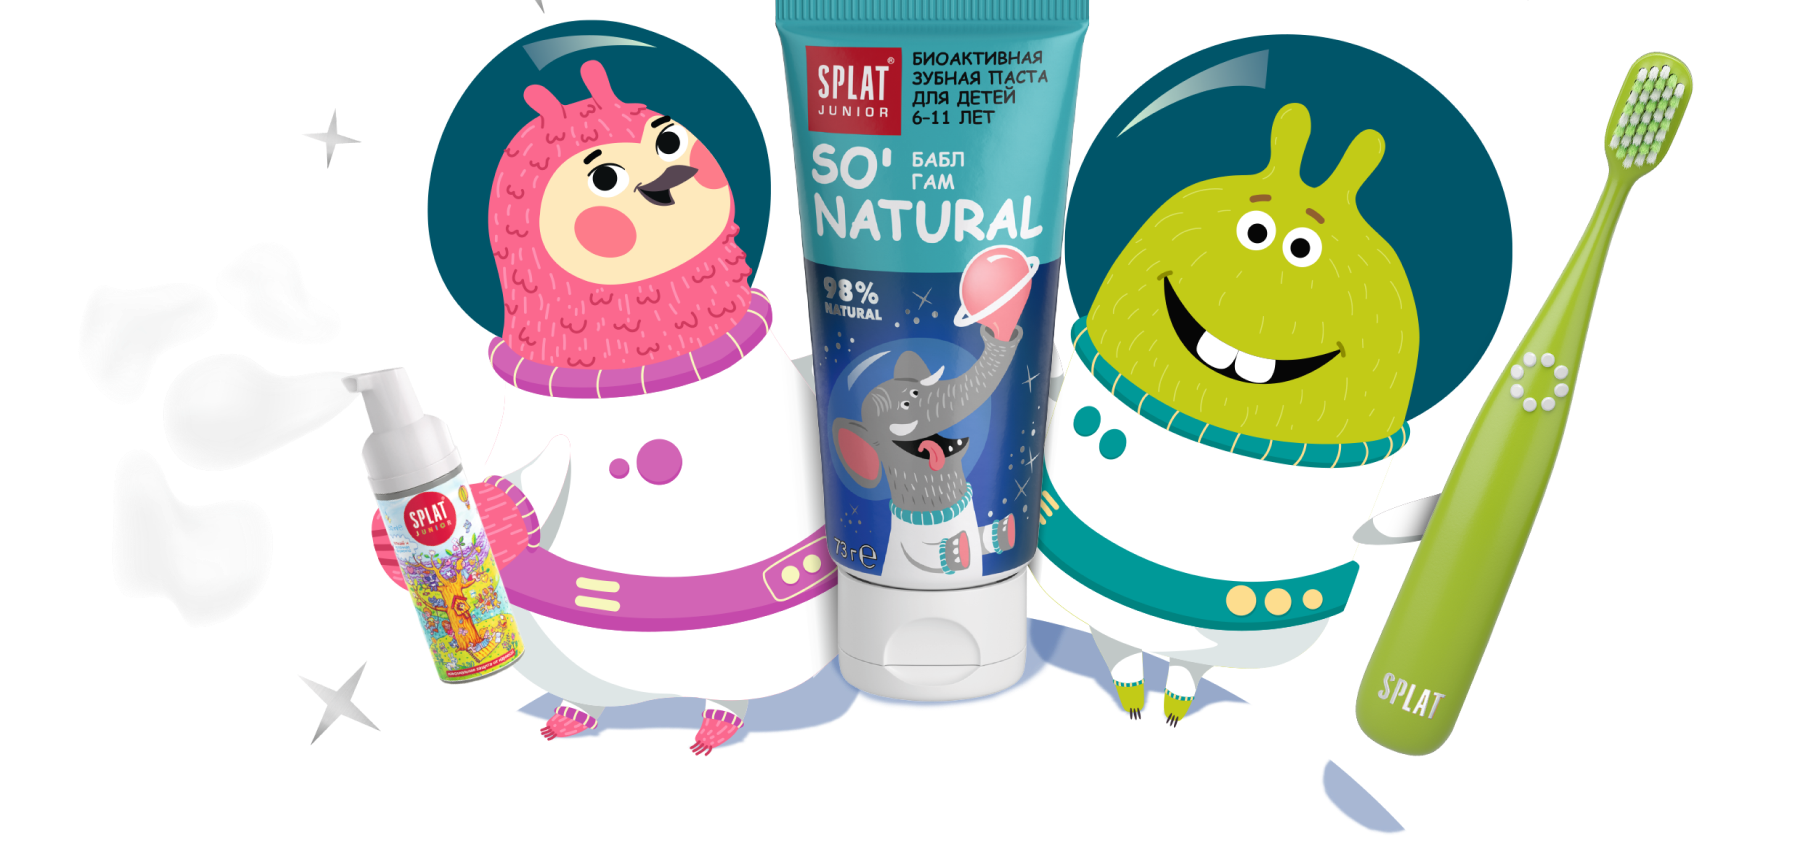 SPLAT®
JUNIOR
БИОАКТИВНАЯ
ЗУБНАЯ ПАСТА
ДЛЯ ДЕТЕЙ
6-11 ЛЕТ
SO'
NATURAL
БАБЛ
ГАМ
98%
NATURAL
73 г℮
SPLAT
JUNIOR
SPLAT